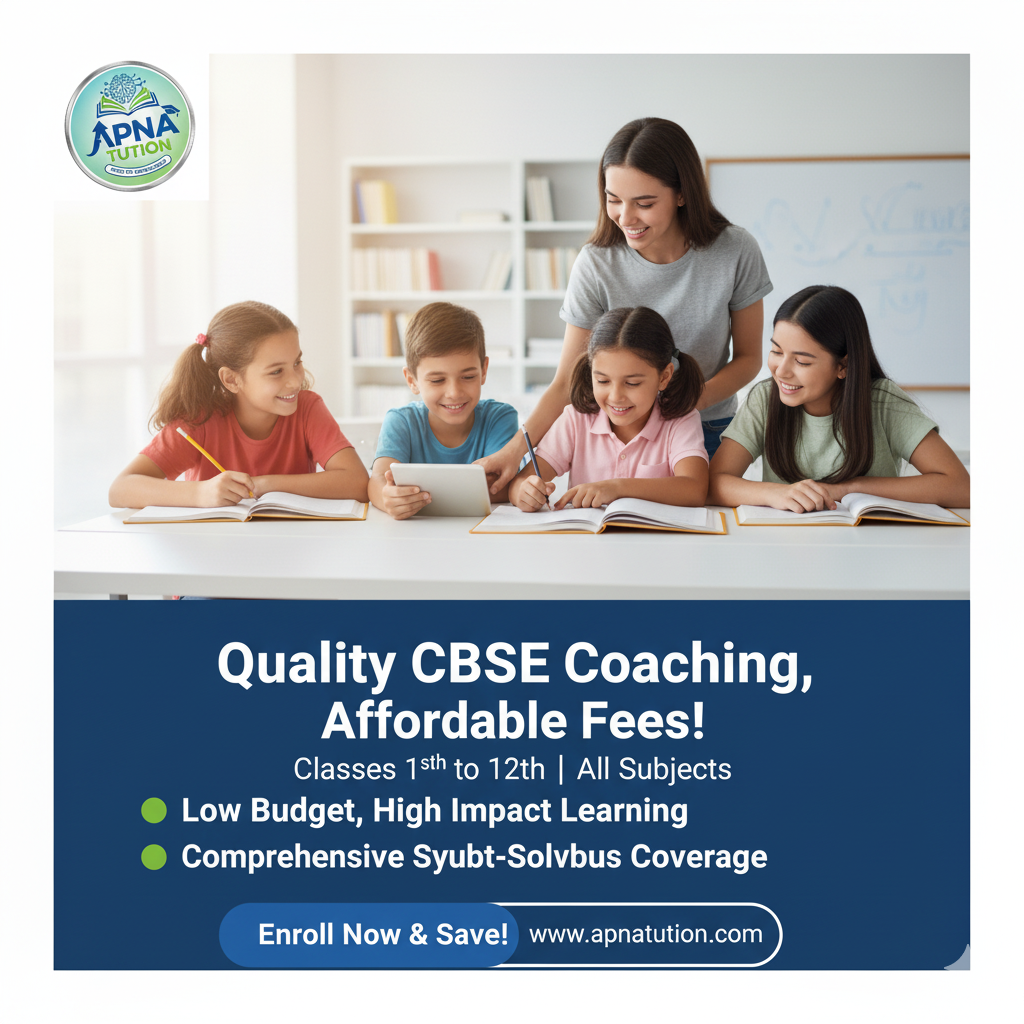 APNA
TUTION
Quality CBSE Coaching,
Affordable Fees!
Classes 1sth to 12th | All Subjects
Low Budget, High Impact Learning
Comprehensive Syubt-Solvbus Coverage
Enroll Now & Save! www.apnatution.com